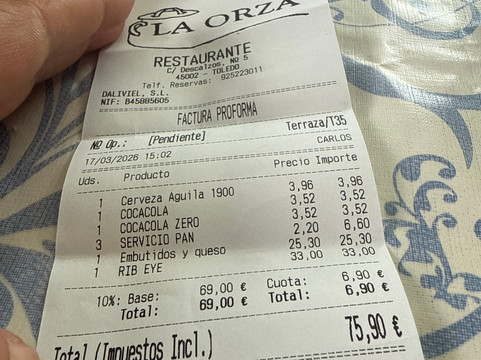 LA ORZA
RESTAURANTE
C/ Descalzos, Nº 5
45002 - TOLEDO
Telf. Reservas: 925223011
DALIVIEL, S.L.
NIF: B45885605
FACTURA PROFORMA
Nº Op.: [Pendiente] Terraza/T35
17/03/2026 15:02 CARLOS
Uds. Producto Precio Importe
1 Cerveza Aguila 1900 3,96 3,96
1 COCACOLA 3,52 3,52
1 COCACOLA ZERO 3,52 3,52
3 SERVICIO PAN 2,20 6,60
1 Embutidos y queso 25,30 25,30
1 RIB EYE 33,00 33,00
10%: Base: 69,00 € Cuota: 6,90 €
Total: 69,00 € Total: 6,90 €
Total (Impuestos Incl.) 75,90 €